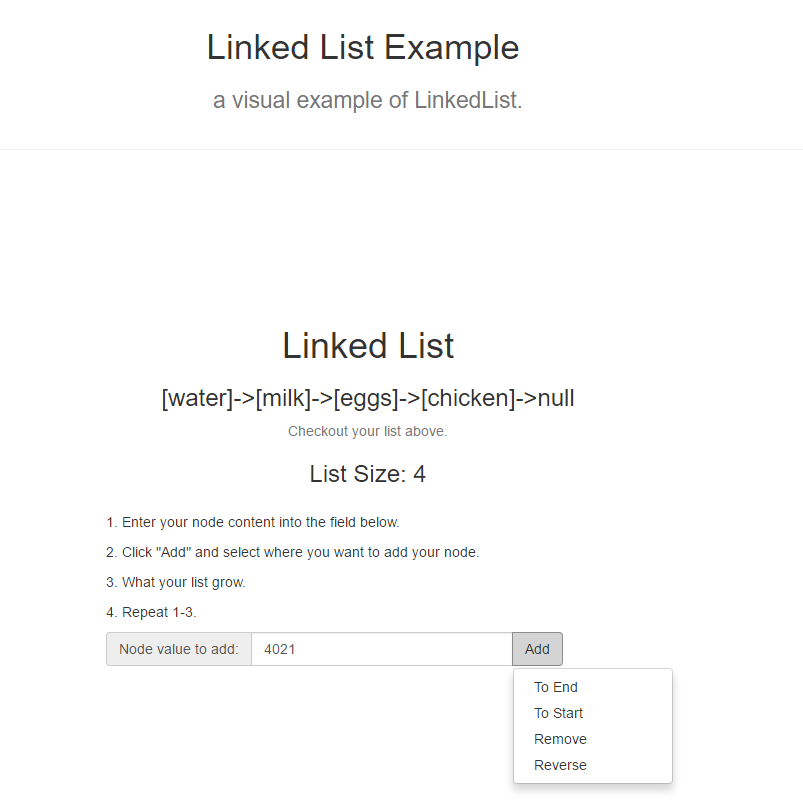 Linked List Example
a visual example of LinkedList.
Linked List
[water]->[milk]->[eggs]->[chicken]->null
Checkout your list above.
List Size: 4
1. Enter your node content into the field below.
2. Click "Add" and select where you want to add your node.
3. What your list grow.
4. Repeat 1-3.
Node value to add: 4021 Add
To End
To Start
Remove
Reverse